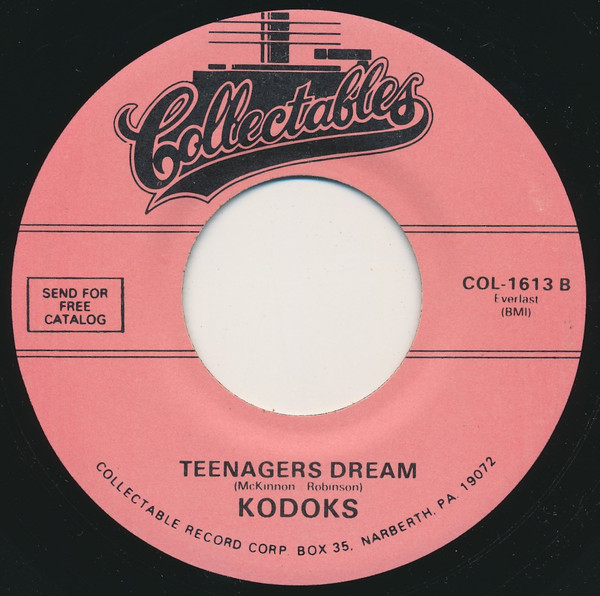 Collectables
SEND FOR
FREE
CATALOG
COL-1613 B
Everlast
(BMI)
TEENAGERS DREAM
(McKinnon Robinson)
KODOKS
COLLECTABLE RECORD CORP. BOX 35, NARBERTH, PA. 19072